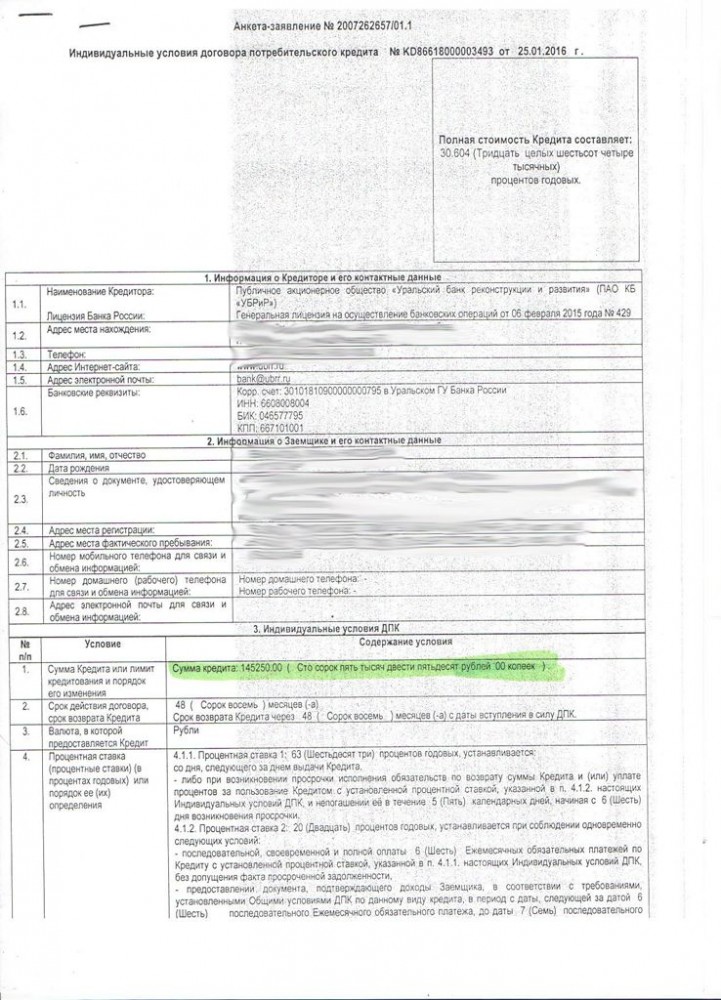 Анкета-заявление № 2007262657/01.1
Индивидуальные условия договора потребительского кредита № KD86618000003493 от 25.01.2016 г.
Полная стоимость Кредита составляет:
30.604 (Тридцать целых шестьсот четыре
тысячных)
процентов годовых.
1. Информация о Кредиторе и его контактные данные
1.1.
Наименование Кредитора:
Лицензия Банка России:
Публичное акционерное общество «Уральский банк реконструкции и развития» (ПАО КБ
«УБРиР»)
Генеральная лицензия на осуществление банковских операций от 06 февраля 2015 года № 429
1.2.
Адрес места нахождения:
1.3.
Телефон:
1.4.
Адрес Интернет-сайта:
www.ubrr.ru
1.5.
Адрес электронной почты:
bank@ubrr.ru
1.6.
Банковские реквизиты:
Корр. счет: 30101810900000000795 в Уральском ГУ Банка России
ИНН: 6608008004
БИК: 046577795
КПП: 667101001
2. Информация о Заемщике и его контактные данные
2.1.
Фамилия, имя, отчество
2.2.
Дата рождения
2.3.
Сведения о документе, удостоверяющем
личность
2.4.
Адрес места регистрации:
2.5.
Адрес места фактического пребывания:
2.6.
Номер мобильного телефона для связи и
обмена информацией:
2.7.
Номер домашнего (рабочего) телефона
для связи и обмена информацией:
Номер домашнего телефона: -
Номер рабочего телефона: -
2.8.
Адрес электронной почты для связи и
обмена информацией:
3. Индивидуальные условия ДПК
№
п/п
Условие
Содержание условия
1.
Сумма Кредита или лимит
кредитования и порядок
его изменения
Сумма кредита: 145250.00 ( Сто сорок пять тысяч двести пятьдесят рублей 00 копеек ) .
2.
Срок действия договора,
срок возврата Кредита
48 ( Сорок восемь ) месяцев (-а)
Срок возврата Кредита через 48 ( Сорок восемь ) месяцев (-а) с даты вступления в силу ДПК.
3.
Валюта, в которой
предоставляется Кредит
Рубли
4.
Процентная ставка
(процентные ставки) (в
процентах годовых) или
порядок ее (их)
определения
4.1.1. Процентная ставка 1: 63 (Шестьдесят три) процентов годовых, устанавливается:
со дня, следующего за днем выдачи Кредита,
- либо при возникновении просрочки исполнения обязательств по возврату суммы Кредита и (или) уплате
процентов за пользование Кредитом с установленной процентной ставкой, указанной в п. 4.1.2. настоящих
Индивидуальных условий ДПК, и непогашении её в течение 5 (Пять) календарных дней, начиная с 6 (Шесть)
дня возникновения просрочки.
4.1.2. Процентная ставка 2: 20 (Двадцать) процентов годовых, устанавливается при соблюдении одновременно
следующих условий:
- последовательной, своевременной и полной оплаты 6 (Шесть) Ежемесячных обязательных платежей по
Кредиту с установленной процентной ставкой, указанной в п. 4.1.1. настоящих Индивидуальных условий ДПК,
без допущения факта просроченной задолженности,
- предоставлении документа, подтверждающего доходы Заемщика, в соответствии с требованиями,
установленными Общими условиями ДПК по данному виду кредита, в период с даты, следующей за датой 6
(Шесть) последовательного Ежемесячного обязательного платежа, до даты 7 (Семь) последовательного